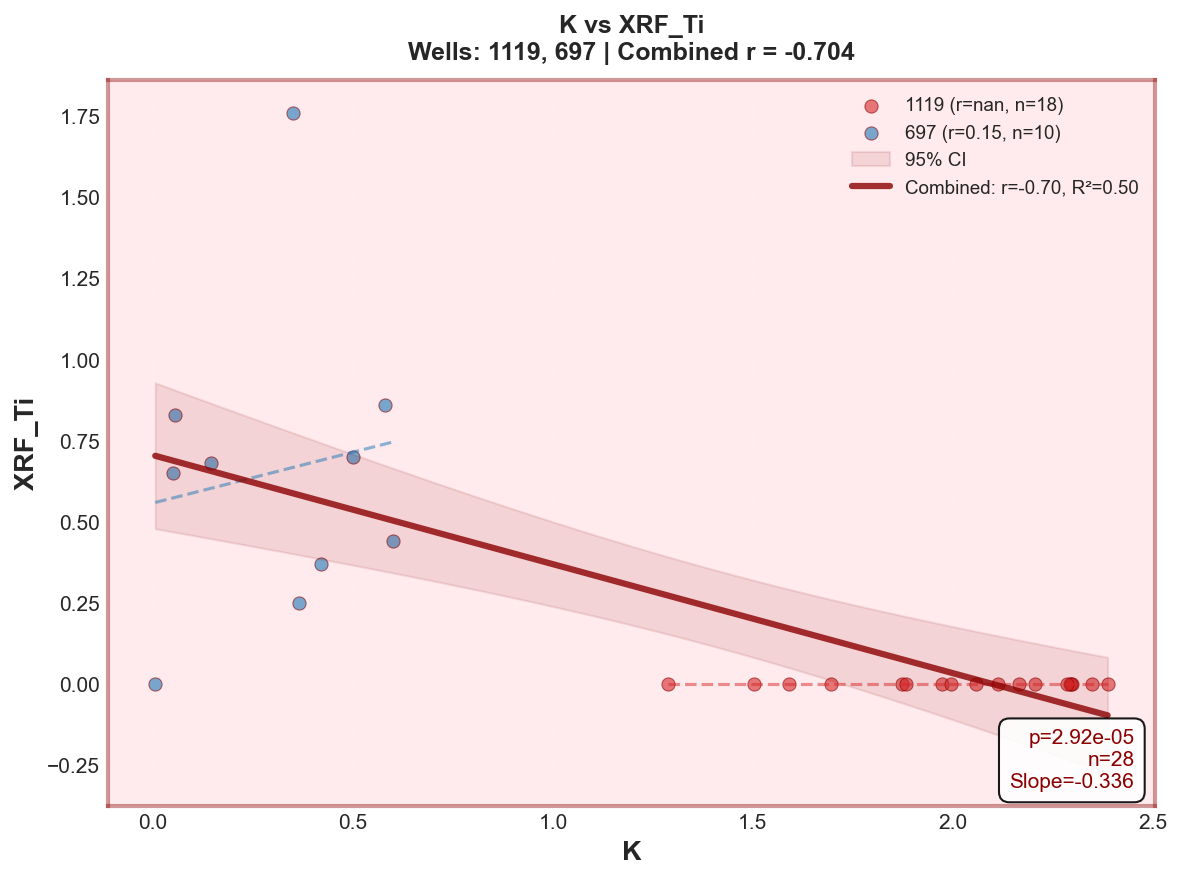 K vs XRF_Ti
Wells: 1119, 697 | Combined r = -0.704
1119 (r=nan, n=18)
697 (r=0.15, n=10)
95% CI
Combined: r=-0.70, R²=0.50
XRF_Ti
1.75
1.50
1.25
1.00
0.75
0.50
0.25
0.00
−0.25
p=2.92e-05
n=28
Slope=-0.336
0.0 0.5 1.0 1.5 2.0 2.5
K